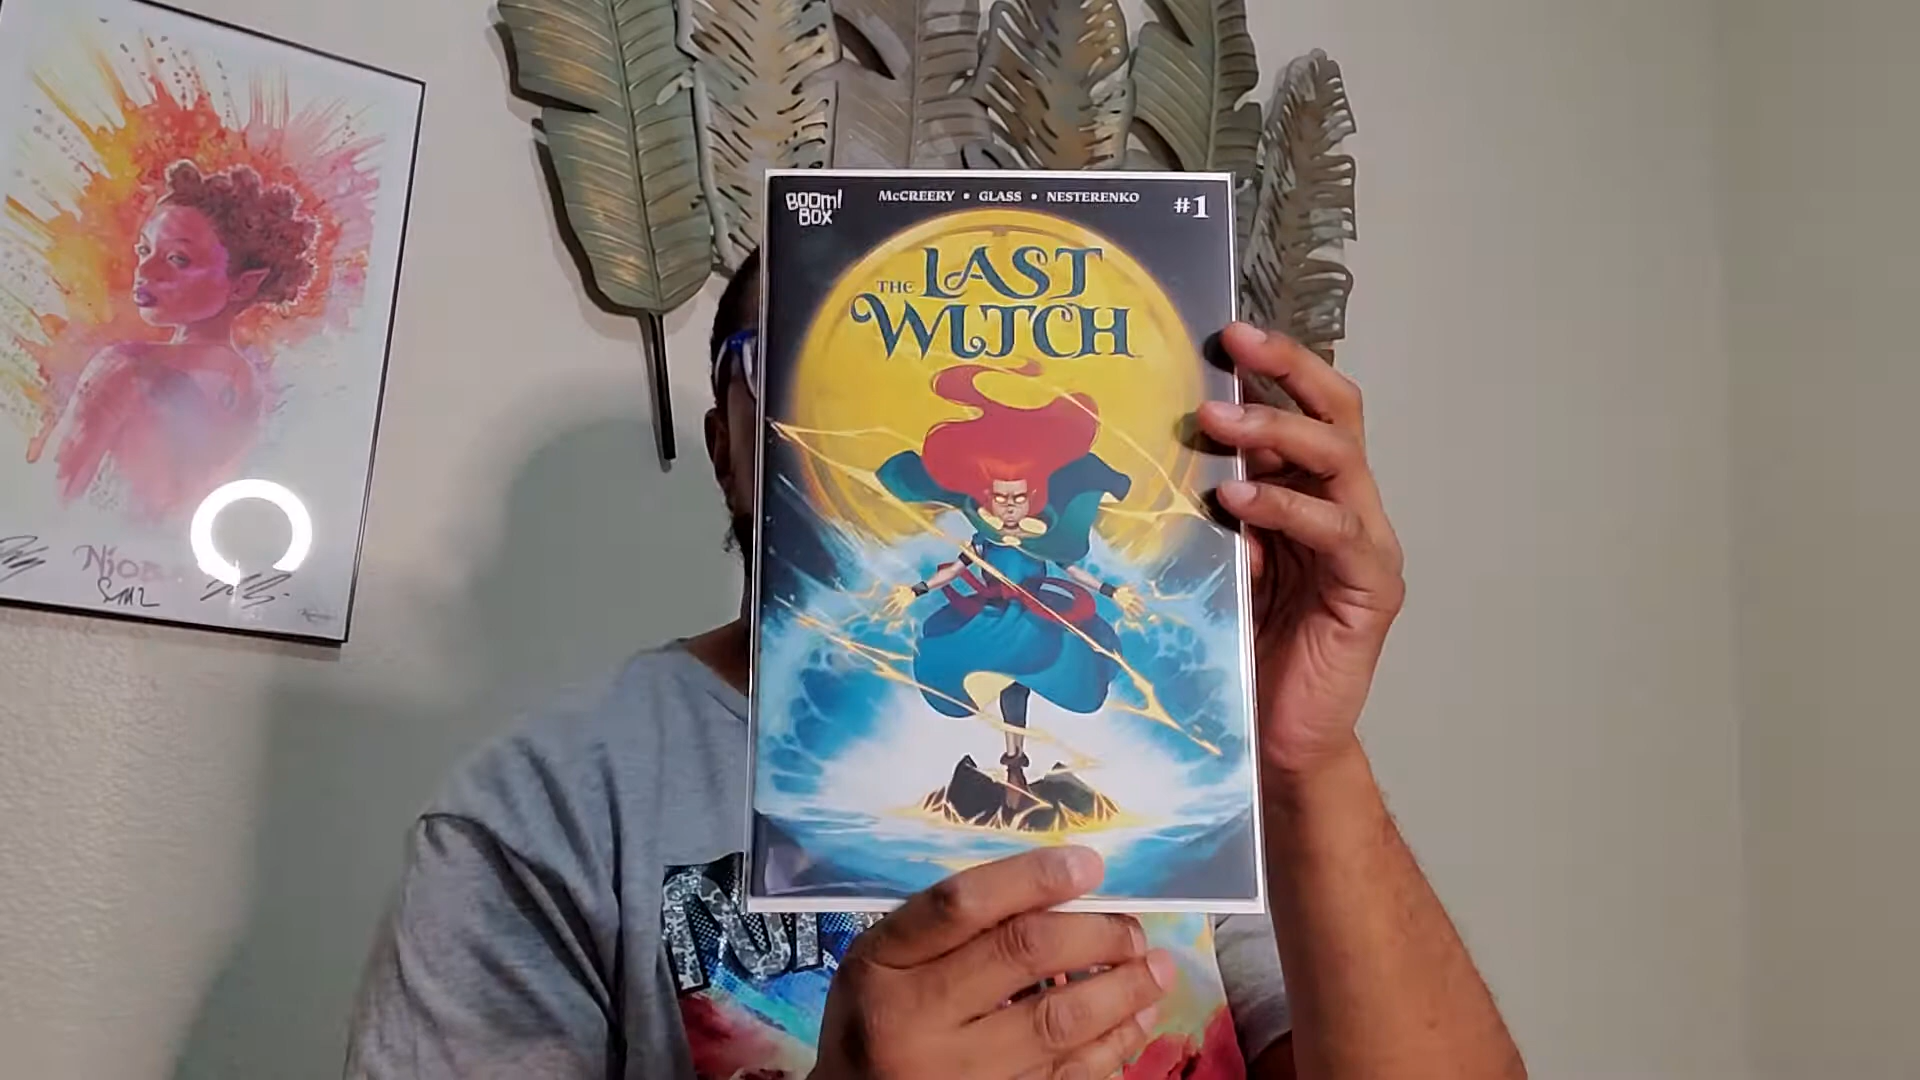 BOOM!
BOX
McCREERY • GLASS • NESTERENKO
#1
THE LAST
WITCH